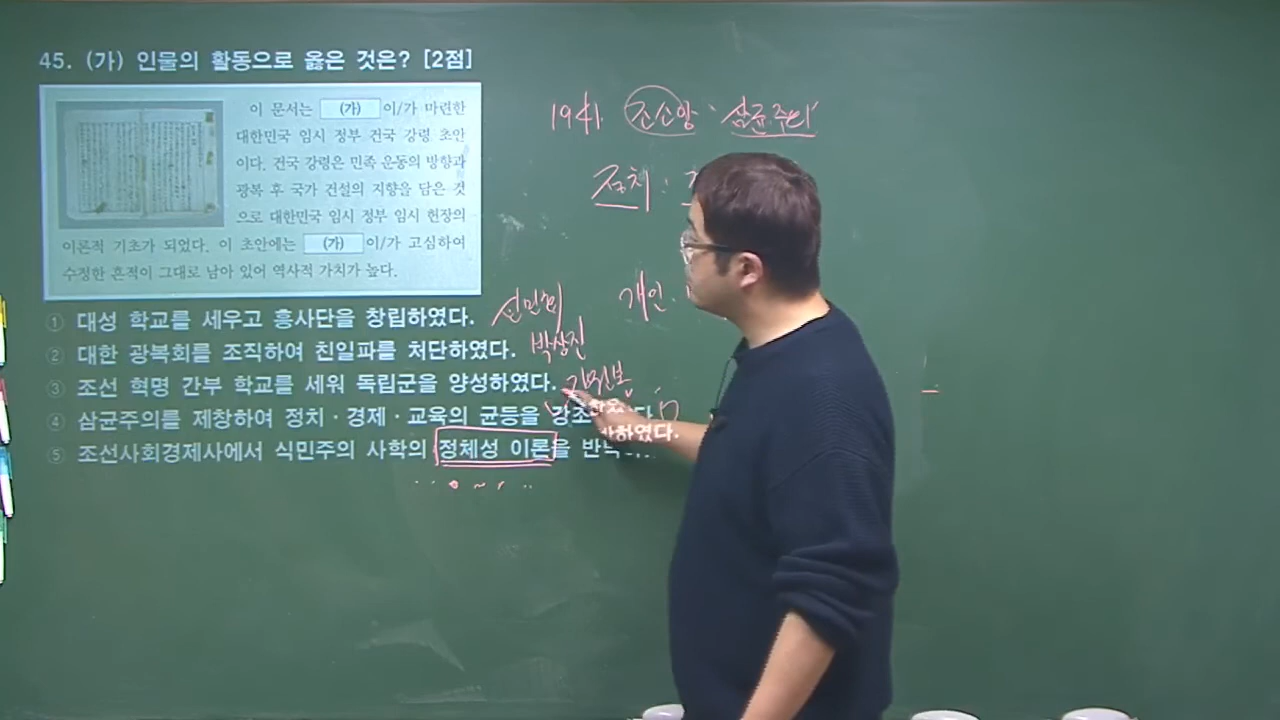 45. (가) 인물의 활동으로 옳은 것은? [2점]
이 문서는 (가) 이/가 마련한
대한민국 임시 정부 건국 강령 초안
이다. 건국 강령은 민족 운동의 방향과
광복 후 국가 건설의 지향을 담은 것
으로 대한민국 임시 정부 임시 헌장의
이론적 기초가 되었다. 이 초안에는 (가) 이/가 고심하여
수정한 흔적이 그대로 남아 있어 역사적 가치가 높다.
① 대성 학교를 세우고 흥사단을 창립하였다.
② 대한 광복회를 조직하여 친일파를 처단하였다.
③ 조선 혁명 간부 학교를 세워 독립군을 양성하였다.
④ 삼균주의를 제창하여 정치·경제·교육의 균등을 강조
⑤ 조선사회경제사에서 식민주의 사학의 정체성 이론을 반박
하였다.
1941. 조소앙 '삼균주의'
정치 :
개인
신민회
박상진
김원봉